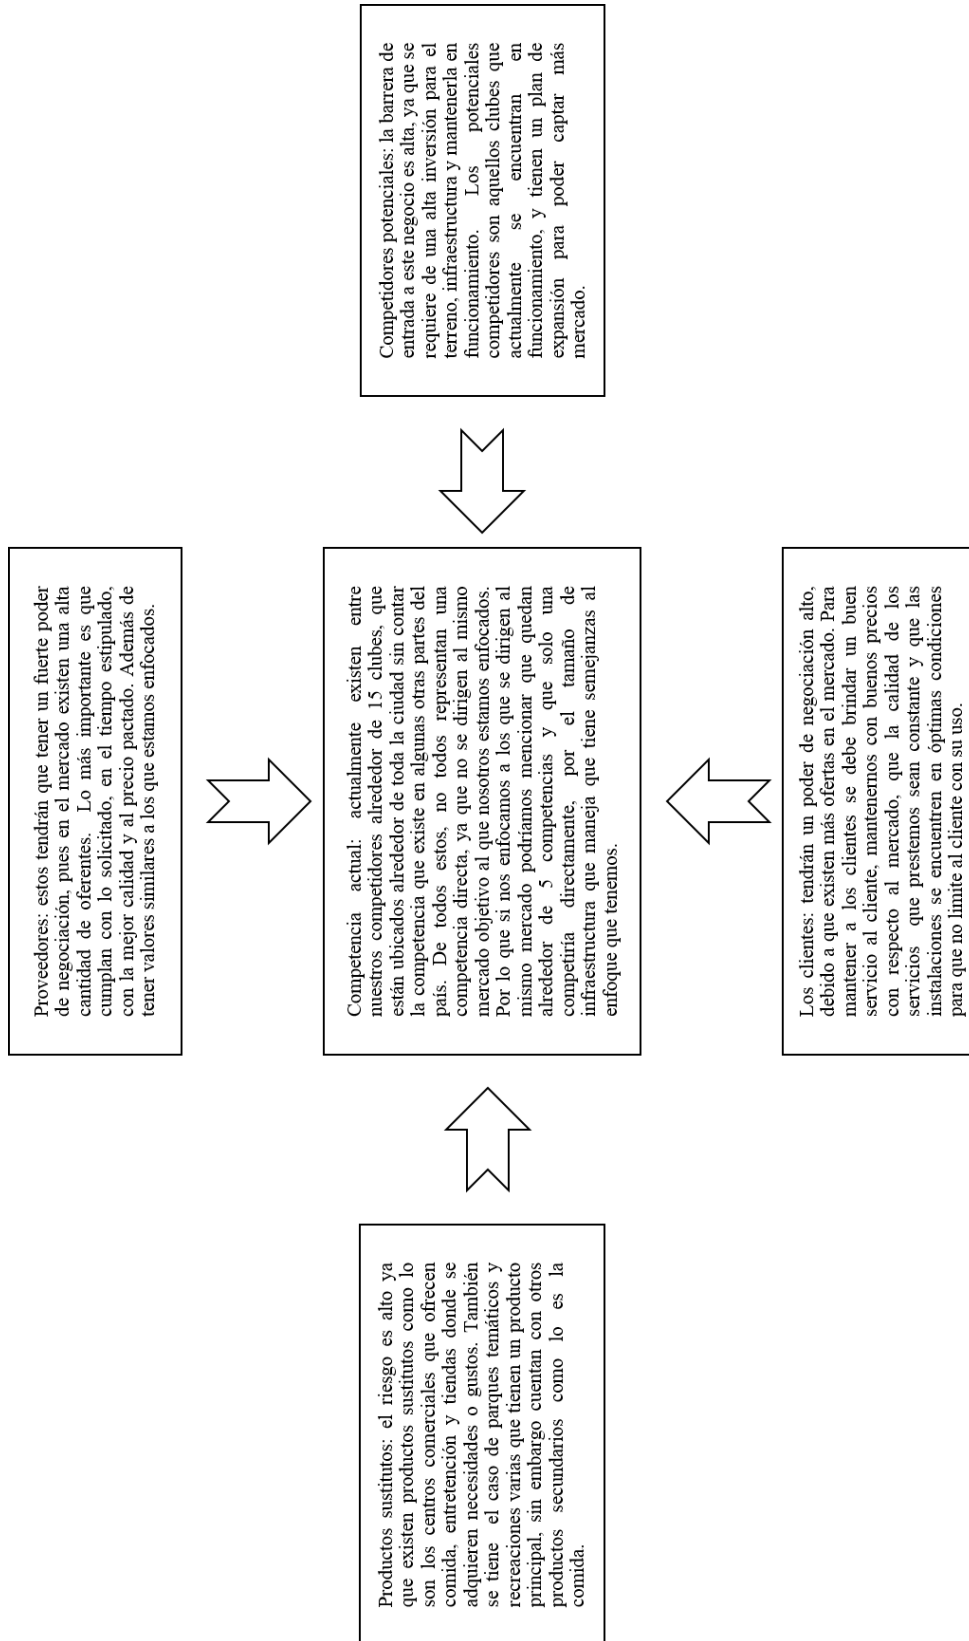 Proveedores: estos tendrán que tener un fuerte poder
de negociación, pues en el mercado existen una alta
cantidad de oferentes. Lo más importante es que
cumplan con lo solicitado, en el tiempo estipulado,
con la mejor calidad y al precio pactado. Además de
tener valores similares a los que estamos enfocados.
Productos sustitutos: el riesgo es alto ya
que existen productos sustitutos como lo
son los centros comerciales que ofrecen
comida, entretención y tiendas donde se
adquieren necesidades o gustos. También
se tiene el caso de parques temáticos y
recreaciones varias que tienen un producto
principal, sin embargo cuentan con otros
productos secundarios como lo es la
comida.
Competencia actual: actualmente existen entre
nuestros competidores alrededor de 15 clubes, que
están ubicados alrededor de toda la ciudad sin contar
la competencia que existe en algunas otras partes del
país. De todos estos, no todos representan una
competencia directa, ya que no se dirigen al mismo
mercado objetivo al que nosotros estamos enfocados.
Por lo que si nos enfocamos a los que se dirigen al
mismo mercado podríamos mencionar que quedan
alrededor de 5 competencias y que solo una
competiría directamente, por el tamaño de
infraestructura que maneja que tiene semejanzas al
enfoque que tenemos.
Competidores potenciales: la barrera de
entrada a este negocio es alta, ya que se
requiere de una alta inversión para el
terreno, infraestructura y mantenerla en
funcionamiento. Los potenciales
competidores son aquellos clubes que
actualmente se encuentran en
funcionamiento, y tienen un plan de
expansión para poder captar más
mercado.
Los clientes: tendrán un poder de negociación alto,
debido a que existen más ofertas en el mercado. Para
mantener a los clientes se debe brindar un buen
servicio al cliente, mantenernos con buenos precios
con respecto al mercado, que la calidad de los
servicios que prestemos sean constante y que las
instalaciones se encuentren en óptimas condiciones
para que no limite al cliente con su uso.